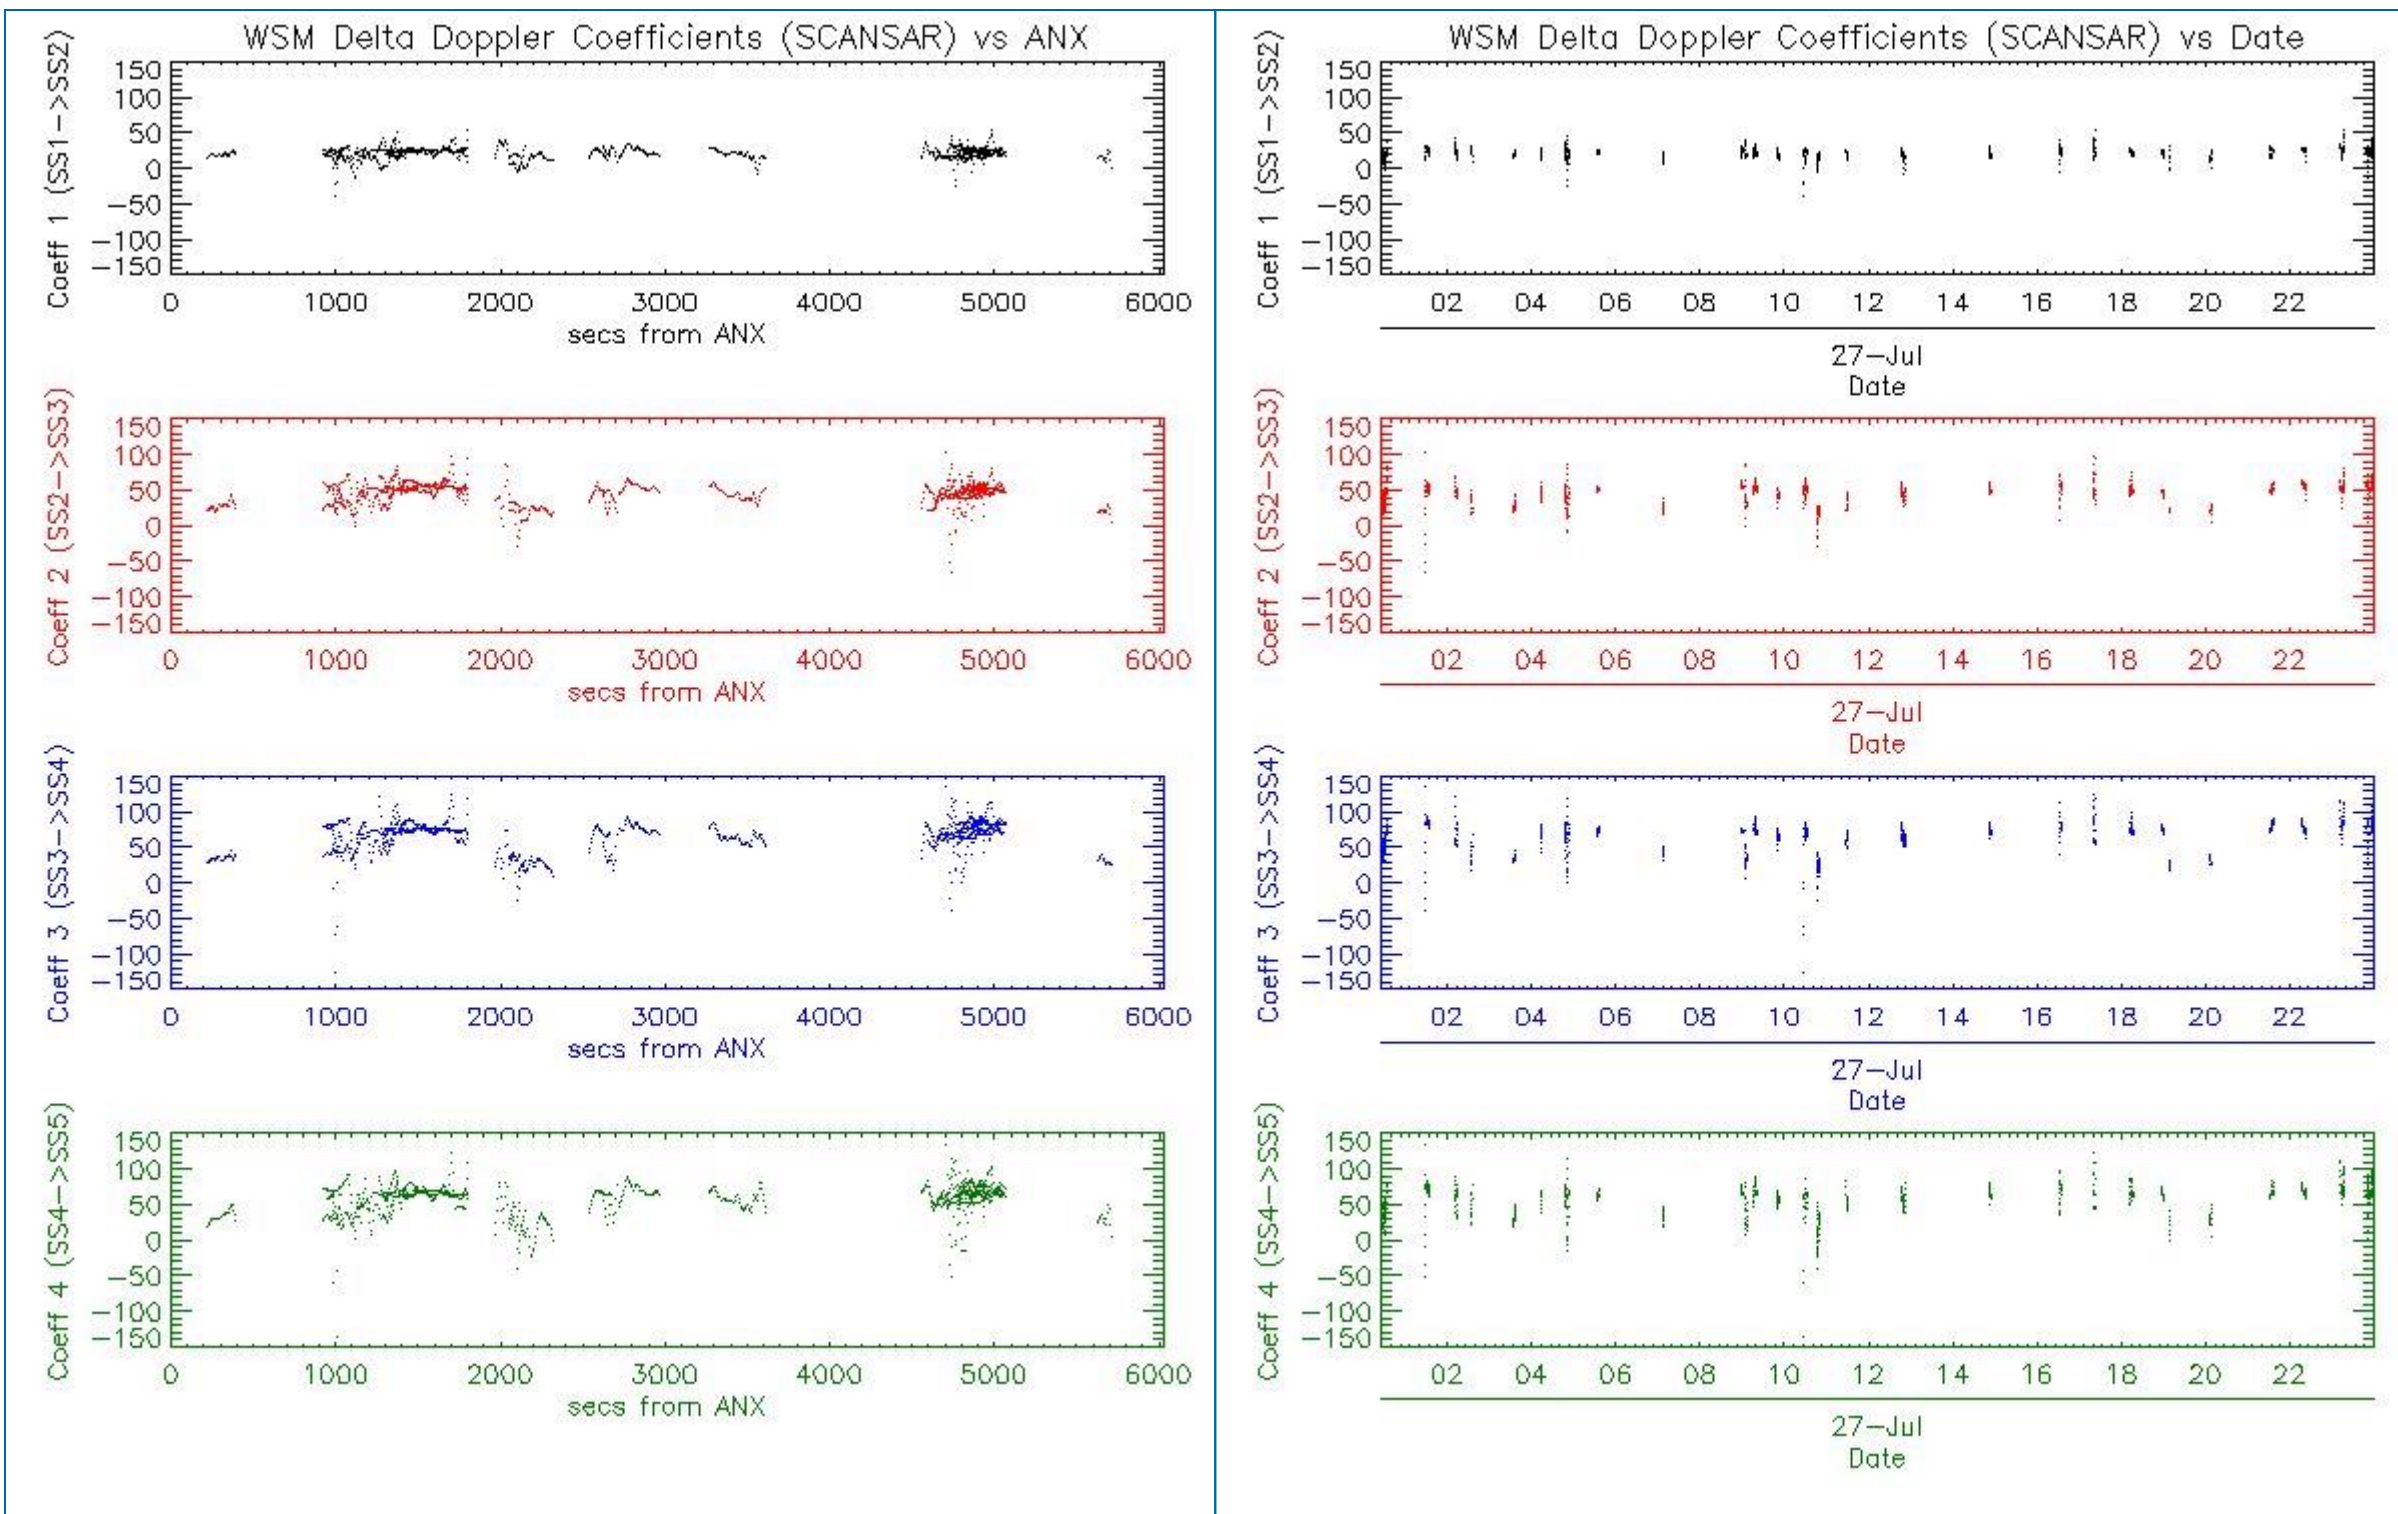 WSM Delta Doppler Coefficients (SCANSAR) vs ANX
Coeff 1 (SS1->SS2)
150
100
50
0
-50
-100
-150
0 1000 2000 3000 4000 5000 6000
secs from ANX
Coeff 2 (SS2->SS3)
150
100
50
0
-50
-100
-150
0 1000 2000 3000 4000 5000 6000
secs from ANX
Coeff 3 (SS3->SS4)
150
100
50
0
-50
-100
-150
0 1000 2000 3000 4000 5000 6000
secs from ANX
Coeff 4 (SS4->SS5)
150
100
50
0
-50
-100
-150
0 1000 2000 3000 4000 5000 6000
secs from ANX
WSM Delta Doppler Coefficients (SCANSAR) vs Date
Coeff 1 (SS1->SS2)
150
100
50
0
-50
-100
-150
02 04 06 08 10 12 14 16 18 20 22
27-Jul
Date
Coeff 2 (SS2->SS3)
150
100
50
0
-50
-100
-150
02 04 06 08 10 12 14 16 18 20 22
27-Jul
Date
Coeff 3 (SS3->SS4)
150
100
50
0
-50
-100
-150
02 04 06 08 10 12 14 16 18 20 22
27-Jul
Date
Coeff 4 (SS4->SS5)
150
100
50
0
-50
-100
-150
02 04 06 08 10 12 14 16 18 20 22
27-Jul
Date